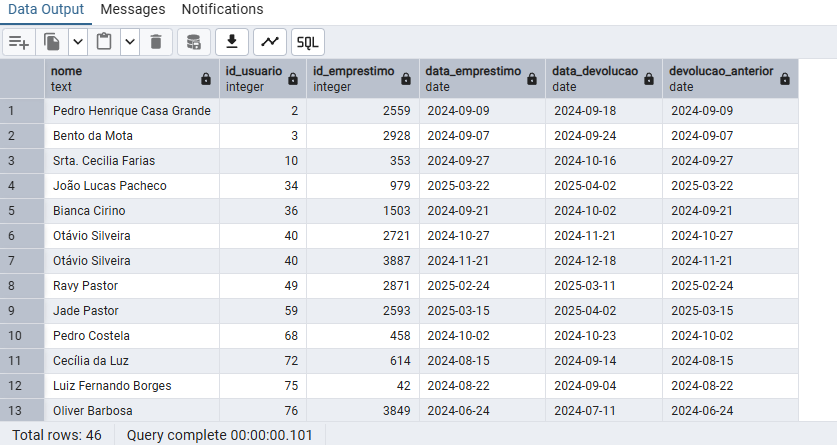 Data Output Messages Notifications
SQL
nome id_usuario id_emprestimo data_emprestimo data_devolucao devolucao_anterior
text integer integer date date date
1 Pedro Henrique Casa Grande 2 2559 2024-09-09 2024-09-18 2024-09-09
2 Bento da Mota 3 2928 2024-09-07 2024-09-24 2024-09-07
3 Srta. Cecilia Farias 10 353 2024-09-27 2024-10-16 2024-09-27
4 João Lucas Pacheco 34 979 2025-03-22 2025-04-02 2025-03-22
5 Bianca Cirino 36 1503 2024-09-21 2024-10-02 2024-09-21
6 Otávio Silveira 40 2721 2024-10-27 2024-11-21 2024-10-27
7 Otávio Silveira 40 3887 2024-11-21 2024-12-18 2024-11-21
8 Ravy Pastor 49 2871 2025-02-24 2025-03-11 2025-02-24
9 Jade Pastor 59 2593 2025-03-15 2025-04-02 2025-03-15
10 Pedro Costela 68 458 2024-10-02 2024-10-23 2024-10-02
11 Cecília da Luz 72 614 2024-08-15 2024-09-14 2024-08-15
12 Luiz Fernando Borges 75 42 2024-08-22 2024-09-04 2024-08-22
13 Oliver Barbosa 76 3849 2024-06-24 2024-07-11 2024-06-24
Total rows: 46 Query complete 00:00:00.101